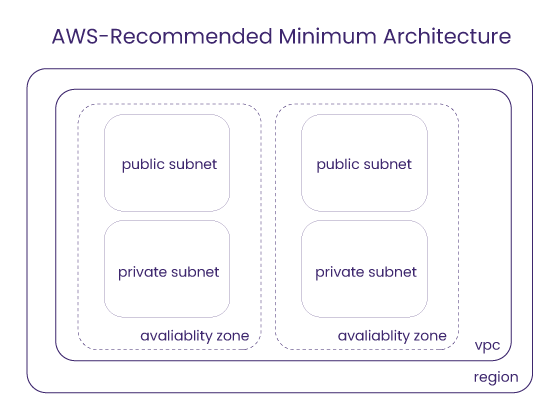 AWS-Recommended Minimum Architecture
public subnet
private subnet
avaliablity zone
public subnet
private subnet
avaliablity zone
vpc
region